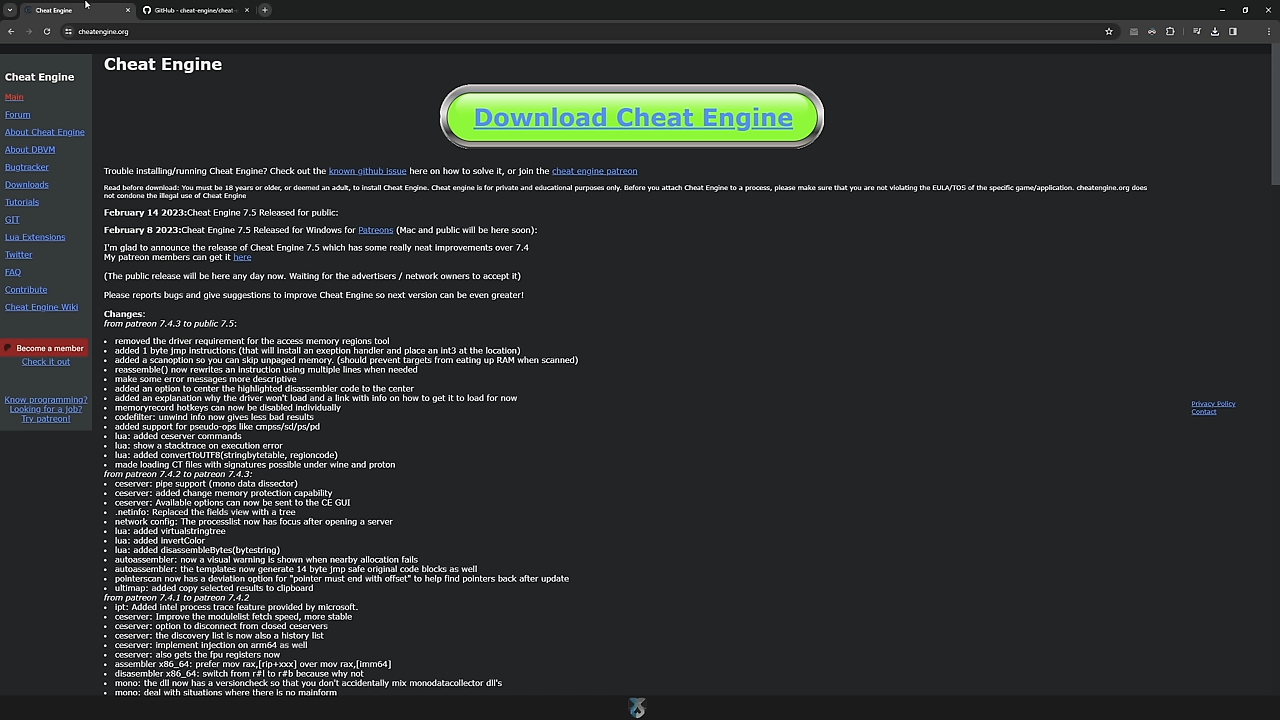 Cheat Engine
GitHub - cheat-engine/cheat-
cheatengine.org
Cheat Engine
Main
Forum
About Cheat Engine
About DBVM
Bugtracker
Downloads
Tutorials
GIT
Lua Extensions
Twitter
FAQ
Contribute
Cheat Engine Wiki
Become a member
Check it out
Know programming?
Looking for a job?
Try patreon!
Cheat Engine
Download Cheat Engine
Trouble installing/running Cheat Engine? Check out the known github issue here on how to solve it, or join the cheat engine patreon
Read before download: You must be 18 years or older, or deemed an adult, to install Cheat Engine. Cheat engine is for private and educational purposes only. Before you attach Cheat Engine to a process, please make sure that you are not violating the EULA/TOS of the specific game/application. cheatengine.org does
not condone the illegal use of Cheat Engine
February 14 2023:Cheat Engine 7.5 Released for public:
February 8 2023:Cheat Engine 7.5 Released for Windows for Patreons (Mac and public will be here soon):
I'm glad to announce the release of Cheat Engine 7.5 which has some really neat improvements over 7.4
My patreon members can get it here
(The public release will be here any day now. Waiting for the advertisers / network owners to accept it)
Please reports bugs and give suggestions to improve Cheat Engine so next version can be even greater!
Changes:
from patreon 7.4.3 to public 7.5:
• removed the driver requirement for the access memory regions tool
• added 1 byte jmp instructions (that will install an exeption handler and place an int3 at the location)
• added a scanoption so you can skip unpaged memory. (should prevent targets from eating up RAM when scanned)
• reassemble() now rewrites an instruction using multiple lines when needed
• make some error messages more descriptive
• added an option to center the highlighted disassembler code to the center
• added an explanation why the driver won't load and a link with info on how to get it to load for now
• memoryrecord hotkeys can now be disabled individually
• codefilter: unwind info now gives less bad results
• added support for pseudo-ops like cmpss/sd/ps/pd
• lua: added ceserver commands
• lua: show a stacktrace on execution error
• lua: added convertToUTF8(stringbytetable, regioncode)
• made loading CT files with signatures possible under wine and proton
from patreon 7.4.2 to patreon 7.4.3:
• ceserver: pipe support (mono data dissector)
• ceserver: added change memory protection capability
• ceserver: Available options can now be sent to the CE GUI
• .netinfo: Replaced the fields view with a tree
• network config: The processlist now has focus after opening a server
• lua: added virtualstringtree
• lua: added invertColor
• lua: added disassembleBytes(bytestring)
• autoassembler: now a visual warning is shown when nearby allocation fails
• autoassembler: the templates now generate 14 byte jmp safe original code blocks as well
• pointerscan now has a deviation option for "pointer must end with offset" to help find pointers back after update
• ultimap: added copy selected results to clipboard
from patreon 7.4.1 to patreon 7.4.2
• ipt: Added intel process trace feature provided by microsoft.
• ceserver: Improve the modulelist fetch speed, more stable
• ceserver: option to disconnect from closed ceservers
• ceserver: the discovery list is now also a history list
• ceserver: implement injection on arm64 as well
• ceserver: also gets the fpu registers now
• assembler x86_64: prefer mov rax,[rip+xxx] over mov rax,[imm64]
• disasembler x86_64: switch from r#l to r#b because why not
• mono: the dll now has a versioncheck so that you don't accidentally mix monodatacollector dll's
• mono: deal with situations where there is no mainform
Privacy Policy
Contact